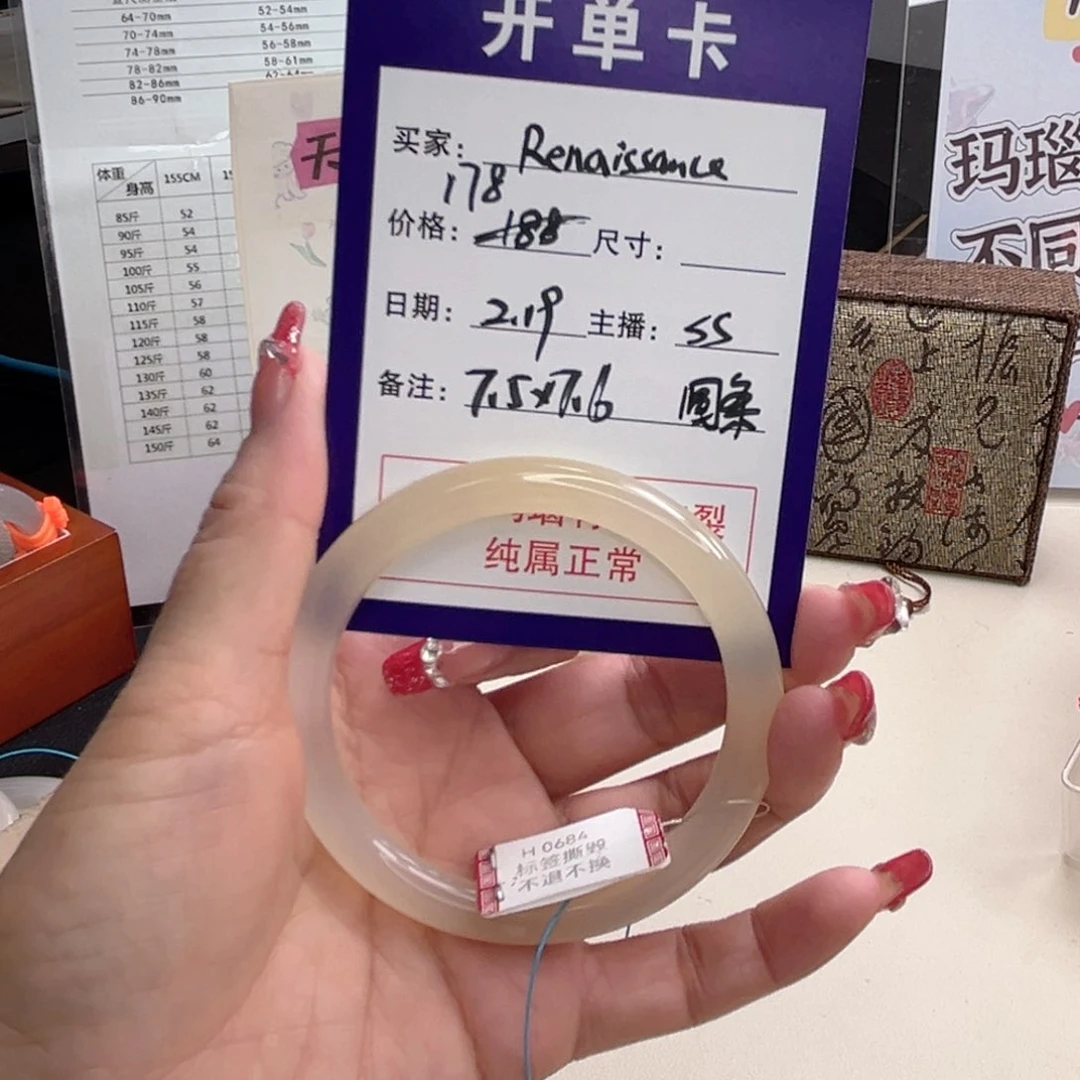 64-70mm 52-54mm
70-74mm 54-56mm
74-78mm 56-58mm
78-82mm 58-61mm
82-86mm
86-90mm
体重 身高 155CM
85斤 52
90斤 54
95斤 54
100斤 55
105斤 56
110斤 57
115斤 58
120斤 58
125斤 58
130斤 60
135斤 62
140斤 62
145斤 62
150斤 64
开单卡
买家: Renaissance
178
价格: 188 尺寸:
日期: 2.19 主播: SS
备注: 7.5x7.6 圆条
裂
纯属正常
H 0684
标签撕毁
不退不换
玛瑙
不同